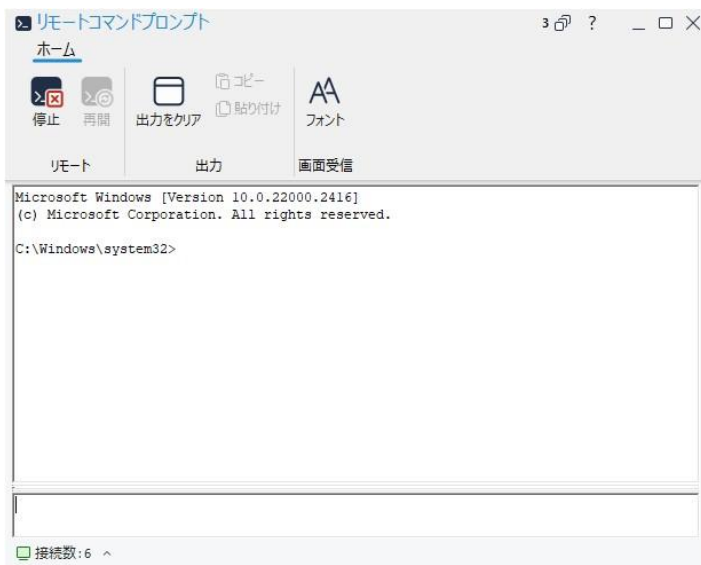 リモートコマンドプロンプト 3 ?
ホーム
停止 再開 出力をクリア コピー 貼り付け フォント
リモート 出力 画面受信
Microsoft Windows [Version 10.0.22000.2416]
(c) Microsoft Corporation. All rights reserved.
C:\Windows\system32>
接続数:6